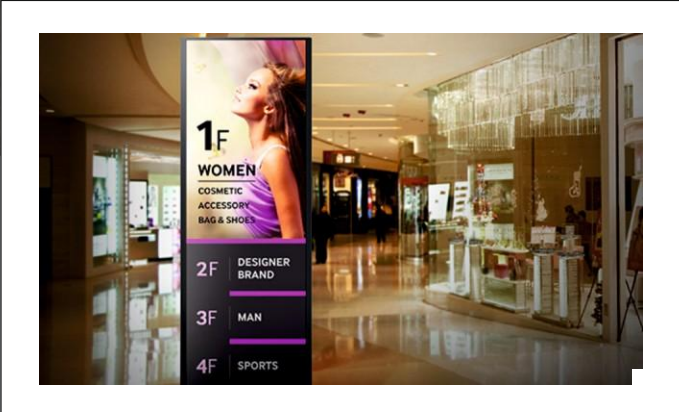 1F
WOMEN
COSMETIC
ACCESSORY
BAG & SHOES
2F
DESIGNER
BRAND
3F
MAN
4F
SPORTS